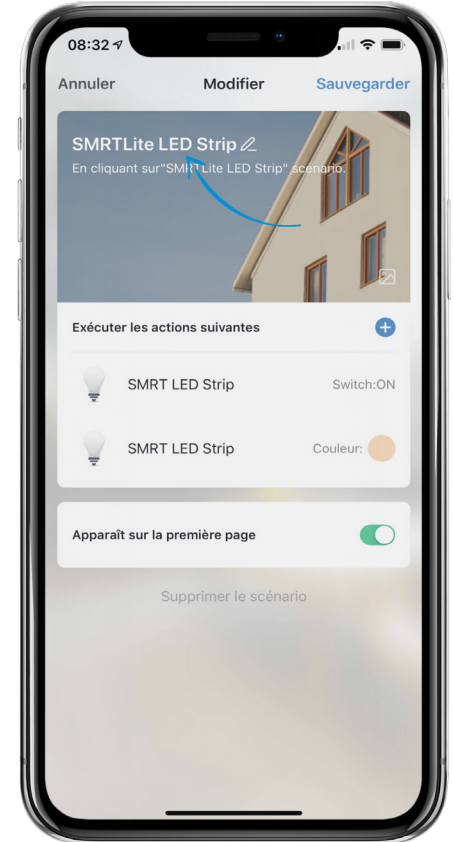 08:32
Annuler Modifier Sauvegarder
SMRTLite LED Strip
En cliquant sur"SMRTLite LED Strip" scénario.
Exécuter les actions suivantes
SMRT LED Strip Switch:ON
SMRT LED Strip Couleur:
Apparaît sur la première page
Supprimer le scénario